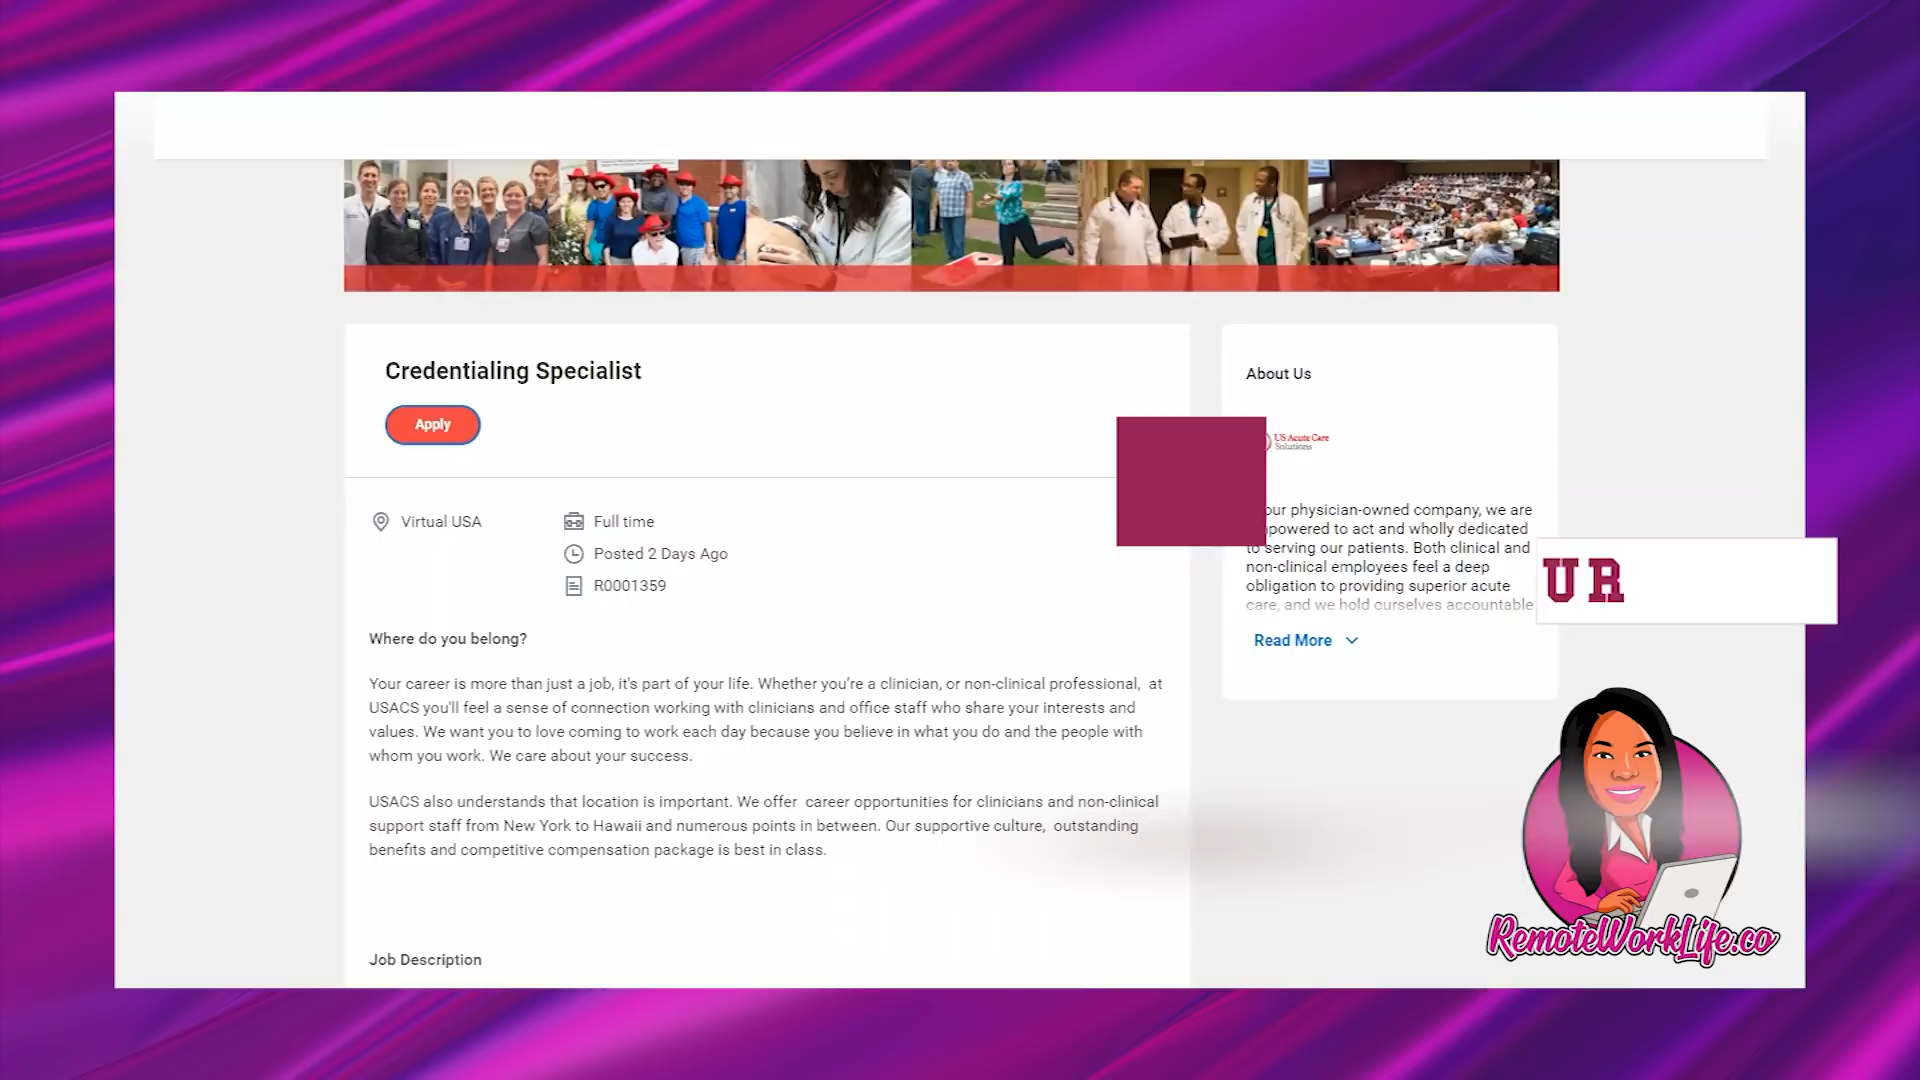 Credentialing Specialist
Apply
Virtual USA
Full time
Posted 2 Days Ago
R0001359
Where do you belong?
Your career is more than just a job, it's part of your life. Whether you're a clinician, or non-clinical professional, at
USACS you'll feel a sense of connection working with clinicians and office staff who share your interests and
values. We want you to love coming to work each day because you believe in what you do and the people with
whom you work. We care about your success.
USACS also understands that location is important. We offer career opportunities for clinicians and non-clinical
support staff from New York to Hawaii and numerous points in between. Our supportive culture, outstanding
benefits and competitive compensation package is best in class.
Job Description
About Us
US Acute Care
Solutions
our physician-owned company, we are
powered to act and wholly dedicated
to serving our patients. Both clinical and
non-clinical employees feel a deep
obligation to providing superior acute
care, and we hold ourselves accountable
Read More
UR
RemoteWorkLife.co